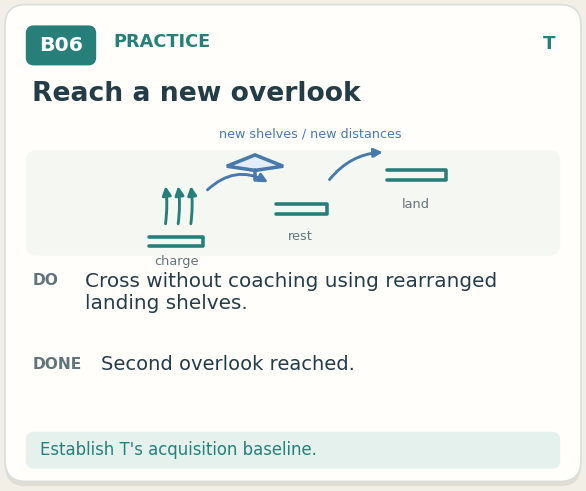 B06 PRACTICE T
Reach a new overlook
new shelves / new distances
land
rest
charge
DO Cross without coaching using rearranged
landing shelves.
DONE Second overlook reached.
Establish T's acquisition baseline.